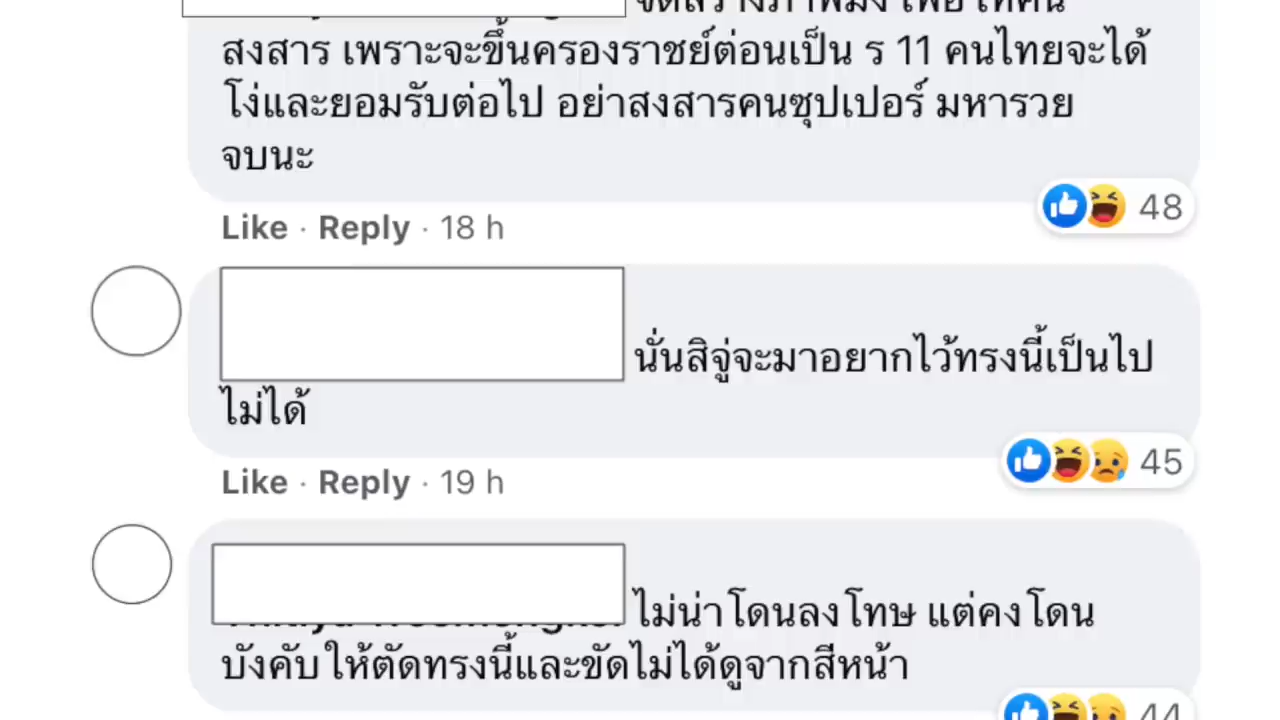 สงสาร เพราะจะขึ้นครองราชย์ต่อนเป็น ร 11 คนไทยจะได้
โง่และยอมรับต่อไป อย่าสงสารคนซุปเปอร์ มหารวย
จบนะ
48
Like · Reply · 18 h
นั่นสิจู่จะมาอยากไว้ทรงนี้เป็นไป
ไม่ได้
45
Like · Reply · 19 h
ไม่น่าโดนลงโทษ แต่คงโดน
บังคับให้ตัดทรงนี้และขัดไม่ได้ดูจากสีหน้า
44